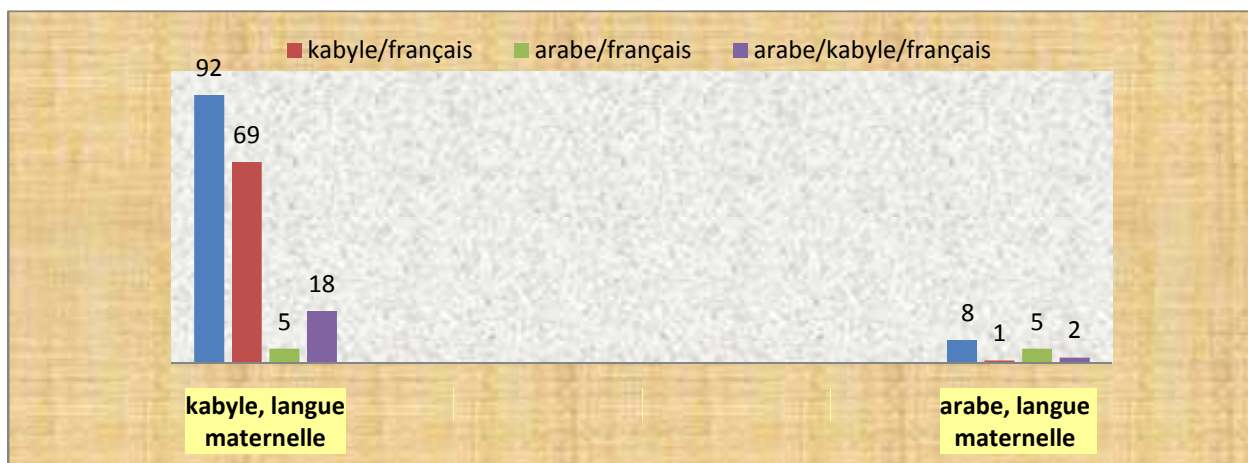 kabyle/français arabe/français arabe/kabyle/français
92
69
5
18
8
1
5
2
kabyle, langue
maternelle
arabe, langue
maternelle